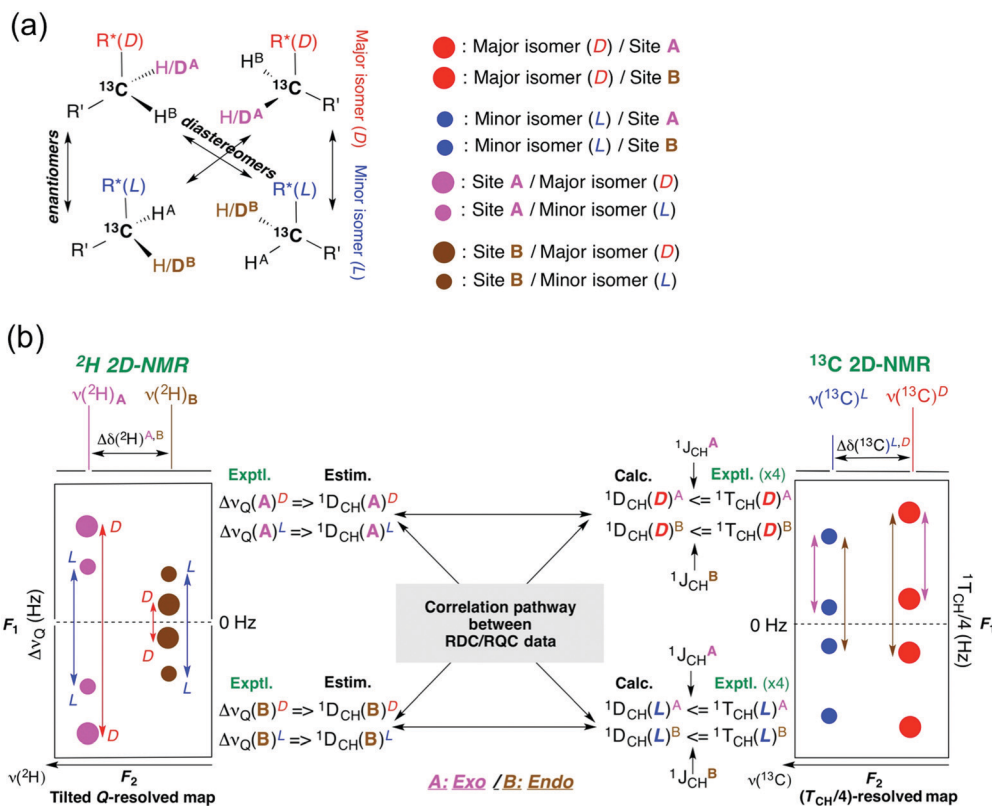 (a)
R*(D)
H/Dᴬ
¹³C
R'
Hᴮ
R*(D)
Hᴮ
¹³C
H/Dᴬ
R'
Major isomer (D)
enantiomers
diastereomers
R*(L)
Hᴬ
¹³C
R'
H/Dᴮ
R*(L)
H/Dᴮ
¹³C
Hᴬ
R'
Minor isomer (L)
: Major isomer (D) / Site A
: Major isomer (D) / Site B
: Minor isomer (L) / Site A
: Minor isomer (L) / Site B
: Site A / Major isomer (D)
: Site A / Minor isomer (L)
: Site B / Major isomer (D)
: Site B / Minor isomer (L)
(b)
²H 2D-NMR
ν(²H)A
ν(²H)B
Δδ(²H)ᴬ,ᴮ
F₁
ΔνQ (Hz)
D
L
L
D
L
D
D
L
0 Hz
ν(²H)
F₂
Tilted Q-resolved map
Exptl. Estim.
ΔνQ(A)ᴰ => ¹DCH(A)ᴰ
ΔνQ(A)ᴸ => ¹DCH(A)ᴸ
Exptl. Estim.
ΔνQ(B)ᴰ => ¹DCH(B)ᴰ
ΔνQ(B)ᴸ => ¹DCH(B)ᴸ
Correlation pathway
between
RDC/RQC data
A: Exo / B: Endo
¹JCHᴬ
Calc. Exptl. (x4)
¹DCH(D)ᴬ <= ¹TCH(D)ᴬ
¹DCH(D)ᴮ <= ¹TCH(D)ᴮ
¹JCHᴮ
¹JCHᴬ
Calc. Exptl. (x4)
¹DCH(L)ᴬ <= ¹TCH(L)ᴬ
¹DCH(L)ᴮ <= ¹TCH(L)ᴮ
¹JCHᴮ
¹³C 2D-NMR
ν(¹³C)ᴸ
ν(¹³C)ᴰ
Δδ(¹³C)ᴸ,ᴰ
0 Hz
¹TCH/4 (Hz)
F₁
ν(¹³C)
F₂
(TCH/4)-resolved map